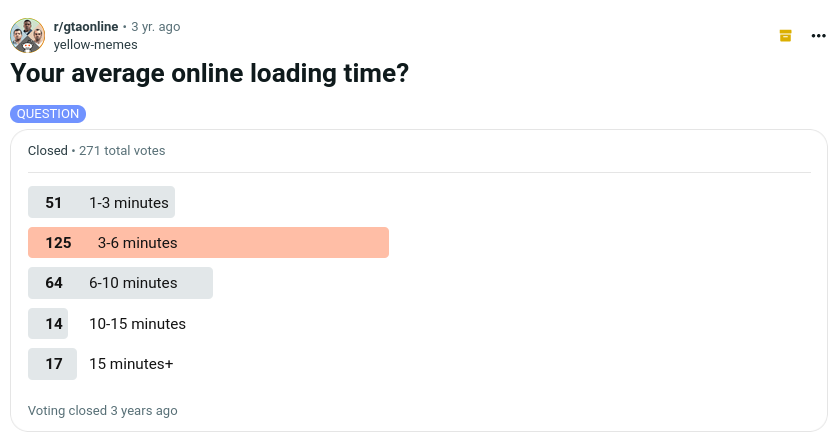 r/gtaonline • 3 yr. ago
yellow-memes
Your average online loading time?
QUESTION
Closed • 271 total votes
51 1-3 minutes
125 3-6 minutes
64 6-10 minutes
14 10-15 minutes
17 15 minutes+
Voting closed 3 years ago